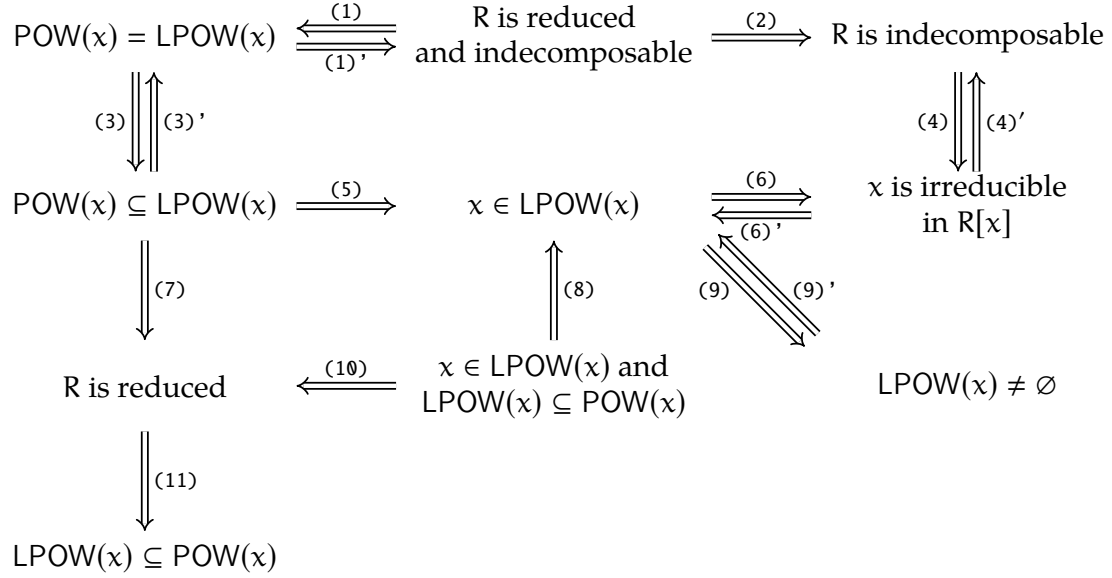 (1)
POW(x) = LPOW(x)
(1)'
R is reduced
and indecomposable
(2)
R is indecomposable
(3)
(3)'
(4)
(4)′
POW(x) ⊆ LPOW(x)
(5)
x ∈ LPOW(x)
(6)
(6)'
x is irreducible
in R[x]
(7)
(8)
(9)
(9)'
R is reduced
(10)
x ∈ LPOW(x) and
LPOW(x) ⊆ POW(x)
LPOW(x) ≠ ∅
(11)
LPOW(x) ⊆ POW(x)